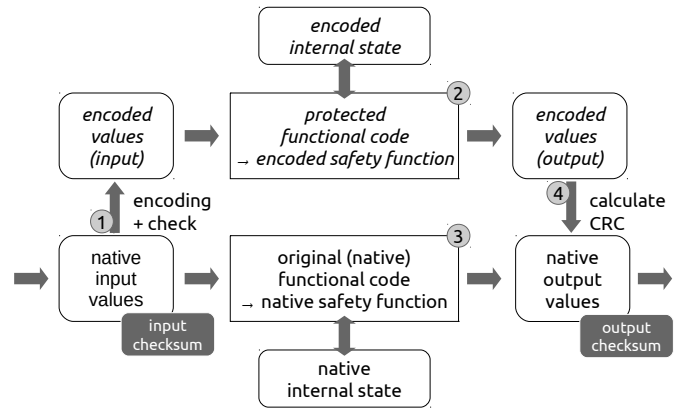 encoded
internal state
2
encoded
values
(input)
protected
functional code
→ encoded safety function
encoded
values
(output)
1
encoding
+ check
4
calculate
CRC
3
native
input
values
original (native)
functional code
→ native safety function
native
output
values
input
checksum
output
checksum
native
internal state